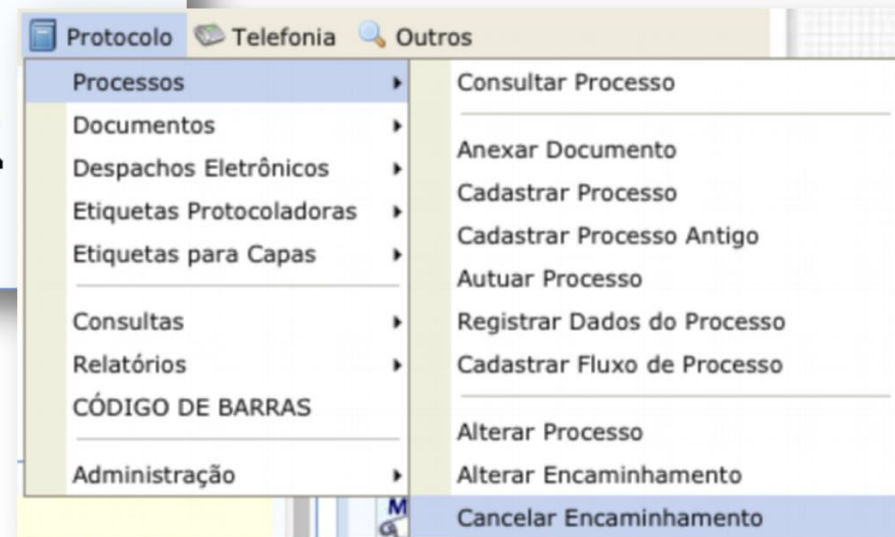 Protocolo Telefonia Outros
Processos
Documentos
Despachos Eletrônicos
Etiquetas Protocoladoras
Etiquetas para Capas
Consultas
Relatórios
CÓDIGO DE BARRAS
Administração
Consultar Processo
Anexar Documento
Cadastrar Processo
Cadastrar Processo Antigo
Autuar Processo
Registrar Dados do Processo
Cadastrar Fluxo de Processo
Alterar Processo
Alterar Encaminhamento
Cancelar Encaminhamento